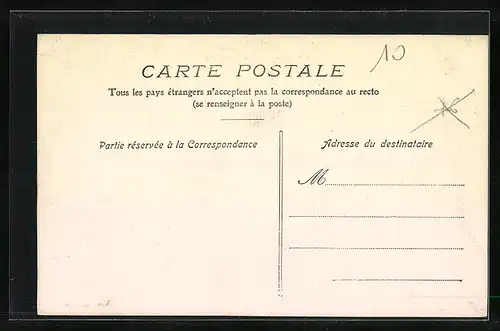 10
CARTE POSTALE
Tous les pays étrangers n'acceptent pas la correspondance au recto
(se renseigner à la poste)
Partie réservée à la Correspondance
Adresse du destinataire
M